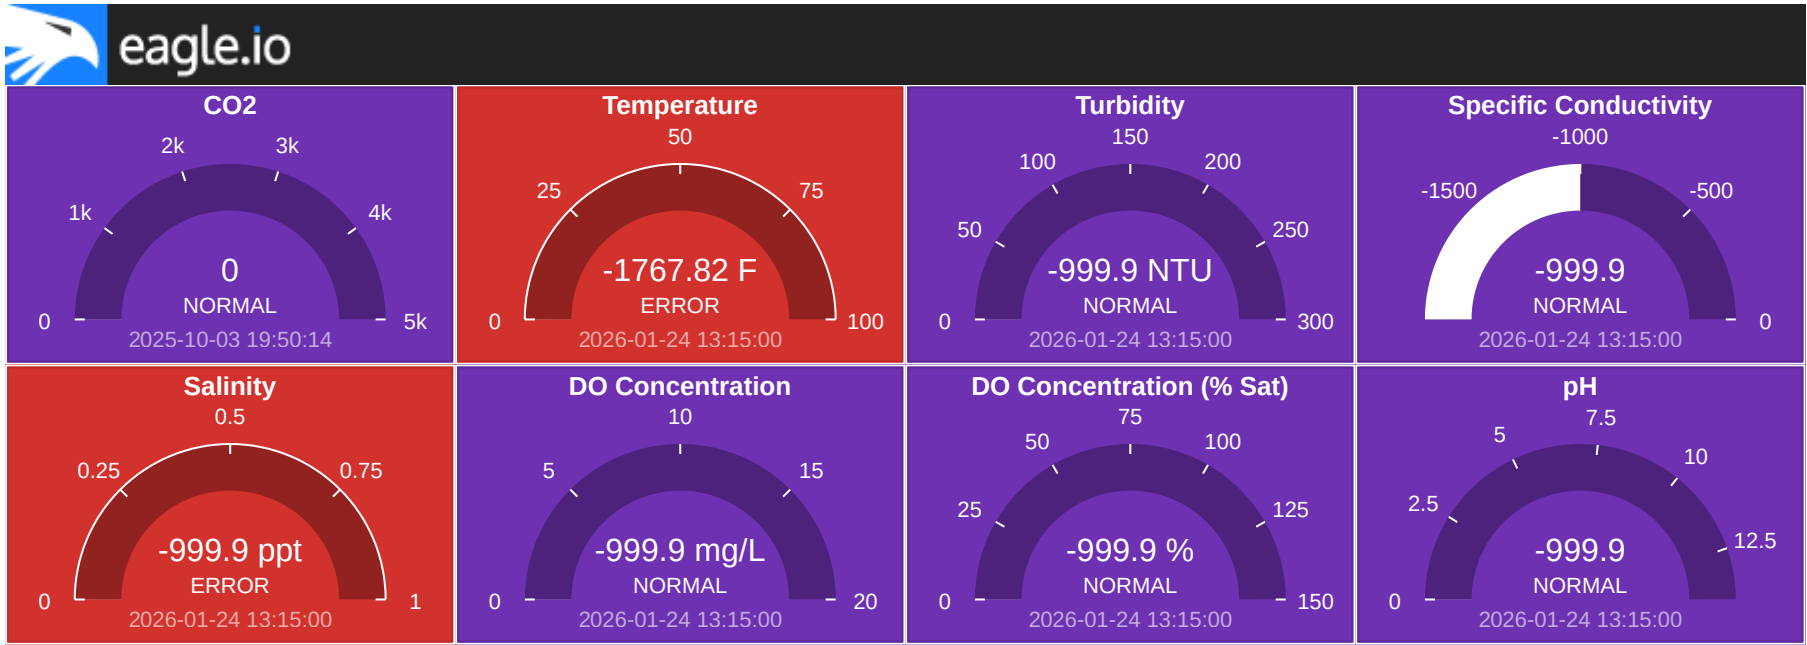 eagle.io
CO2
2k
3k
1k
4k
0
NORMAL
0
5k
2025-10-03 19:50:14
Temperature
50
25
75
-1767.82 F
ERROR
0
100
2026-01-24 13:15:00
Turbidity
150
100
200
50
250
-999.9 NTU
NORMAL
0
300
2026-01-24 13:15:00
Specific Conductivity
-1000
-1500
-500
-999.9
NORMAL
0
2026-01-24 13:15:00
Salinity
0.5
0.25
0.75
-999.9 ppt
ERROR
0
1
2026-01-24 13:15:00
DO Concentration
10
5
15
-999.9 mg/L
NORMAL
0
20
2026-01-24 13:15:00
DO Concentration (% Sat)
75
50
100
25
125
-999.9 %
NORMAL
0
150
2026-01-24 13:15:00
pH
7.5
5
10
2.5
12.5
-999.9
NORMAL
0
2026-01-24 13:15:00